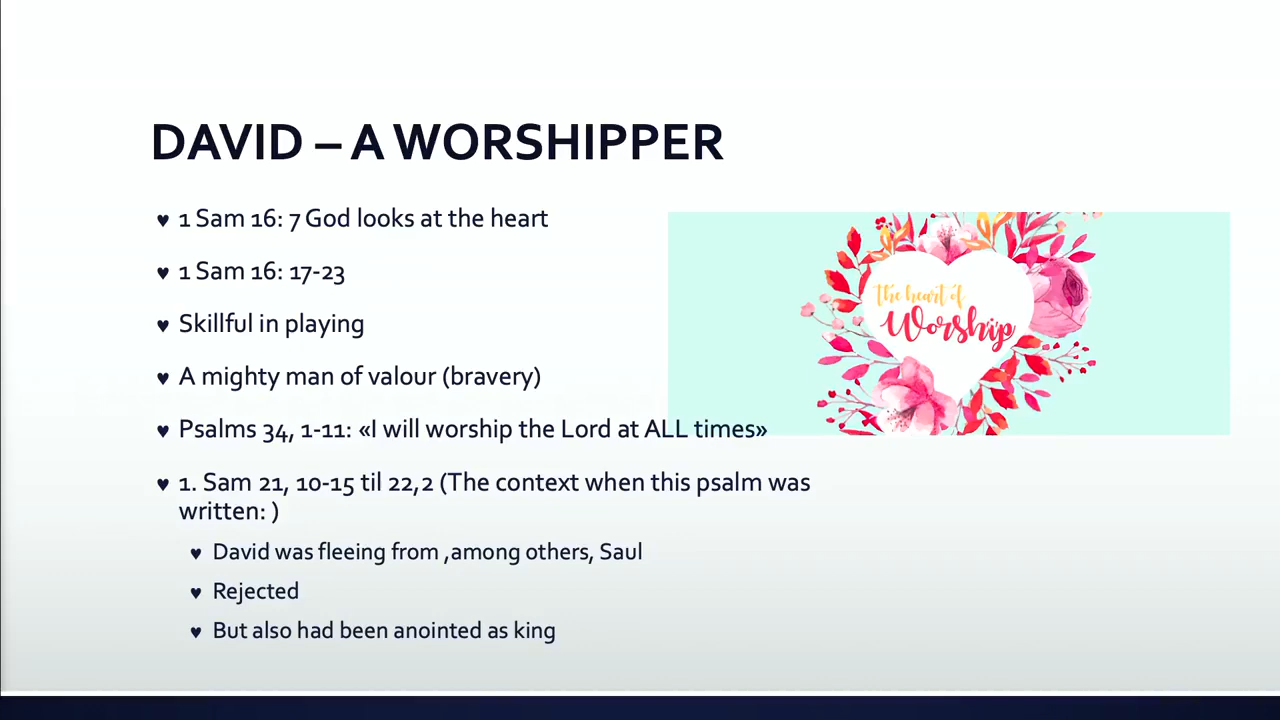 DAVID – A WORSHIPPER
♥ 1 Sam 16: 7 God looks at the heart
♥ 1 Sam 16: 17-23
♥ Skillful in playing
♥ A mighty man of valour (bravery)
♥ Psalms 34, 1-11: «I will worship the Lord at ALL times»
♥ 1. Sam 21, 10-15 til 22,2 (The context when this psalm was
written: )
♥ David was fleeing from ,among others, Saul
♥ Rejected
♥ But also had been anointed as king
the heart of
Worship